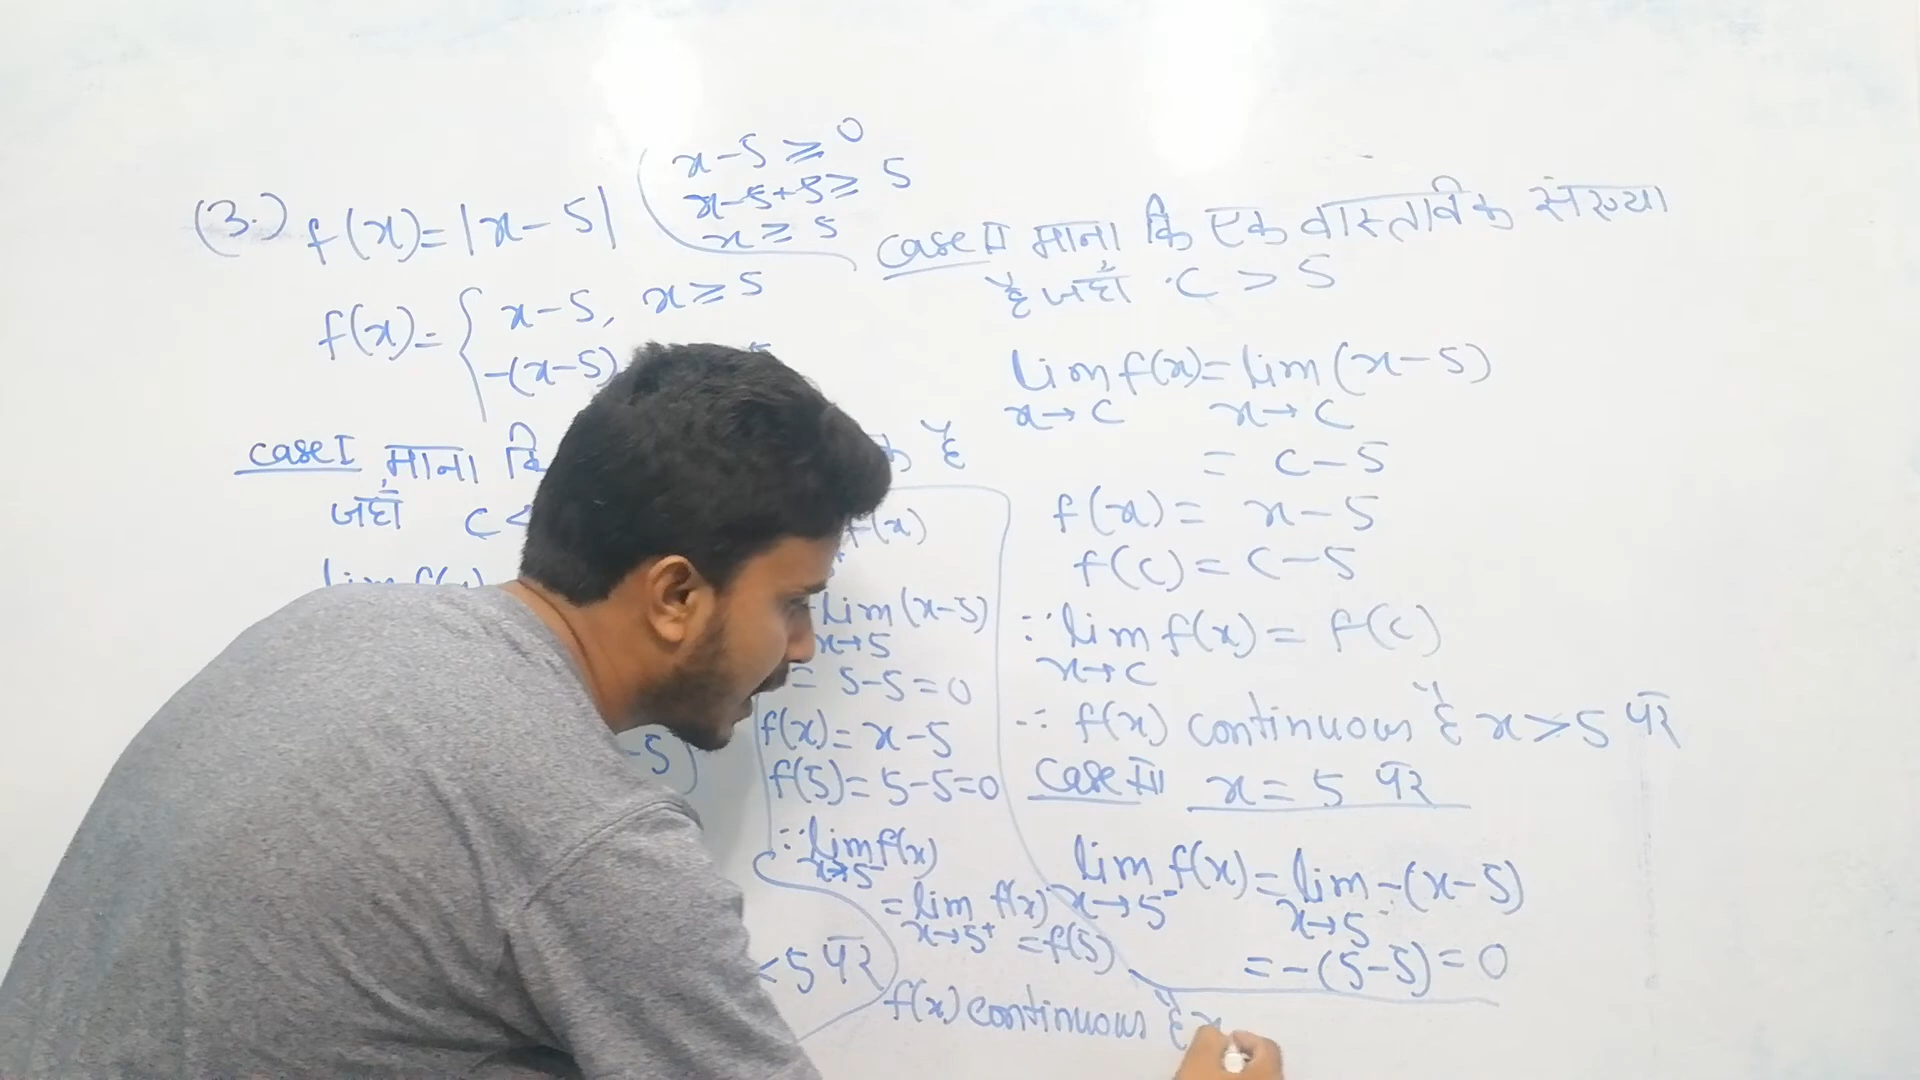 (3.) f(x)=|x-5|
x-5 ≥ 0
x-5+5 ≥ 5
x ≥ 5
f(x)= { x-5, x ≥ 5
-(x-5)
case I माना कि
है
जहाँ c <
lim f(x)
-5)
< 5 पर
case II माना कि एक वास्तविक संख्या
है जहाँ c > 5
lim f(x) = lim (x-5)
x→c x→c
= c-5
f(x) = x-5
f(c) = c-5
∵ lim f(x) = f(c)
x→c
∴ f(x) continuous है x>5 पर
case III x = 5 पर
lim f(x) = lim -(x-5)
x→5⁻ x→5
= -(5-5) = 0
f(x)
lim (x-5)
x→5
= 5-5=0
f(x)= x-5
f(5)= 5-5=0
∵ lim f(x)
x→5⁻
= lim f(x)
x→5⁺ = f(5)
f(x) continuous है x